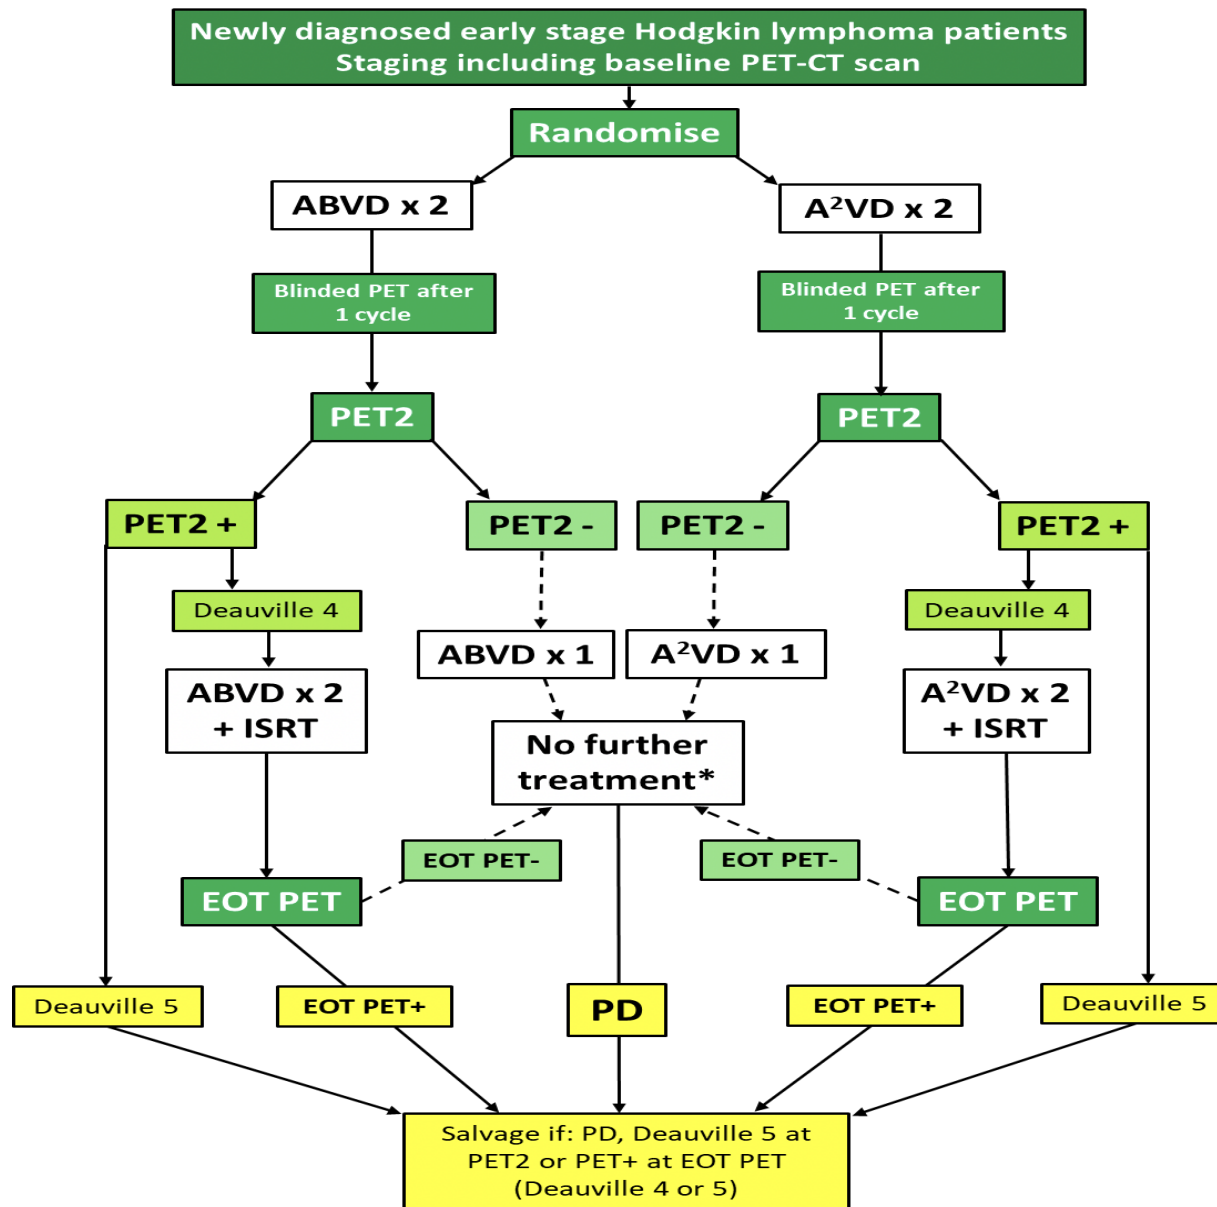 Newly diagnosed early stage Hodgkin lymphoma patients
Staging including baseline PET-CT scan
Randomise
ABVD x 2
A²VD x 2
Blinded PET after
1 cycle
Blinded PET after
1 cycle
PET2
PET2
PET2 +
PET2 -
PET2 -
PET2 +
Deauville 4
Deauville 4
ABVD x 1
A²VD x 1
ABVD x 2
+ ISRT
A²VD x 2
+ ISRT
No further
treatment*
EOT PET-
EOT PET-
EOT PET
EOT PET
Deauville 5
EOT PET+
PD
EOT PET+
Deauville 5
Salvage if: PD, Deauville 5 at
PET2 or PET+ at EOT PET
(Deauville 4 or 5)